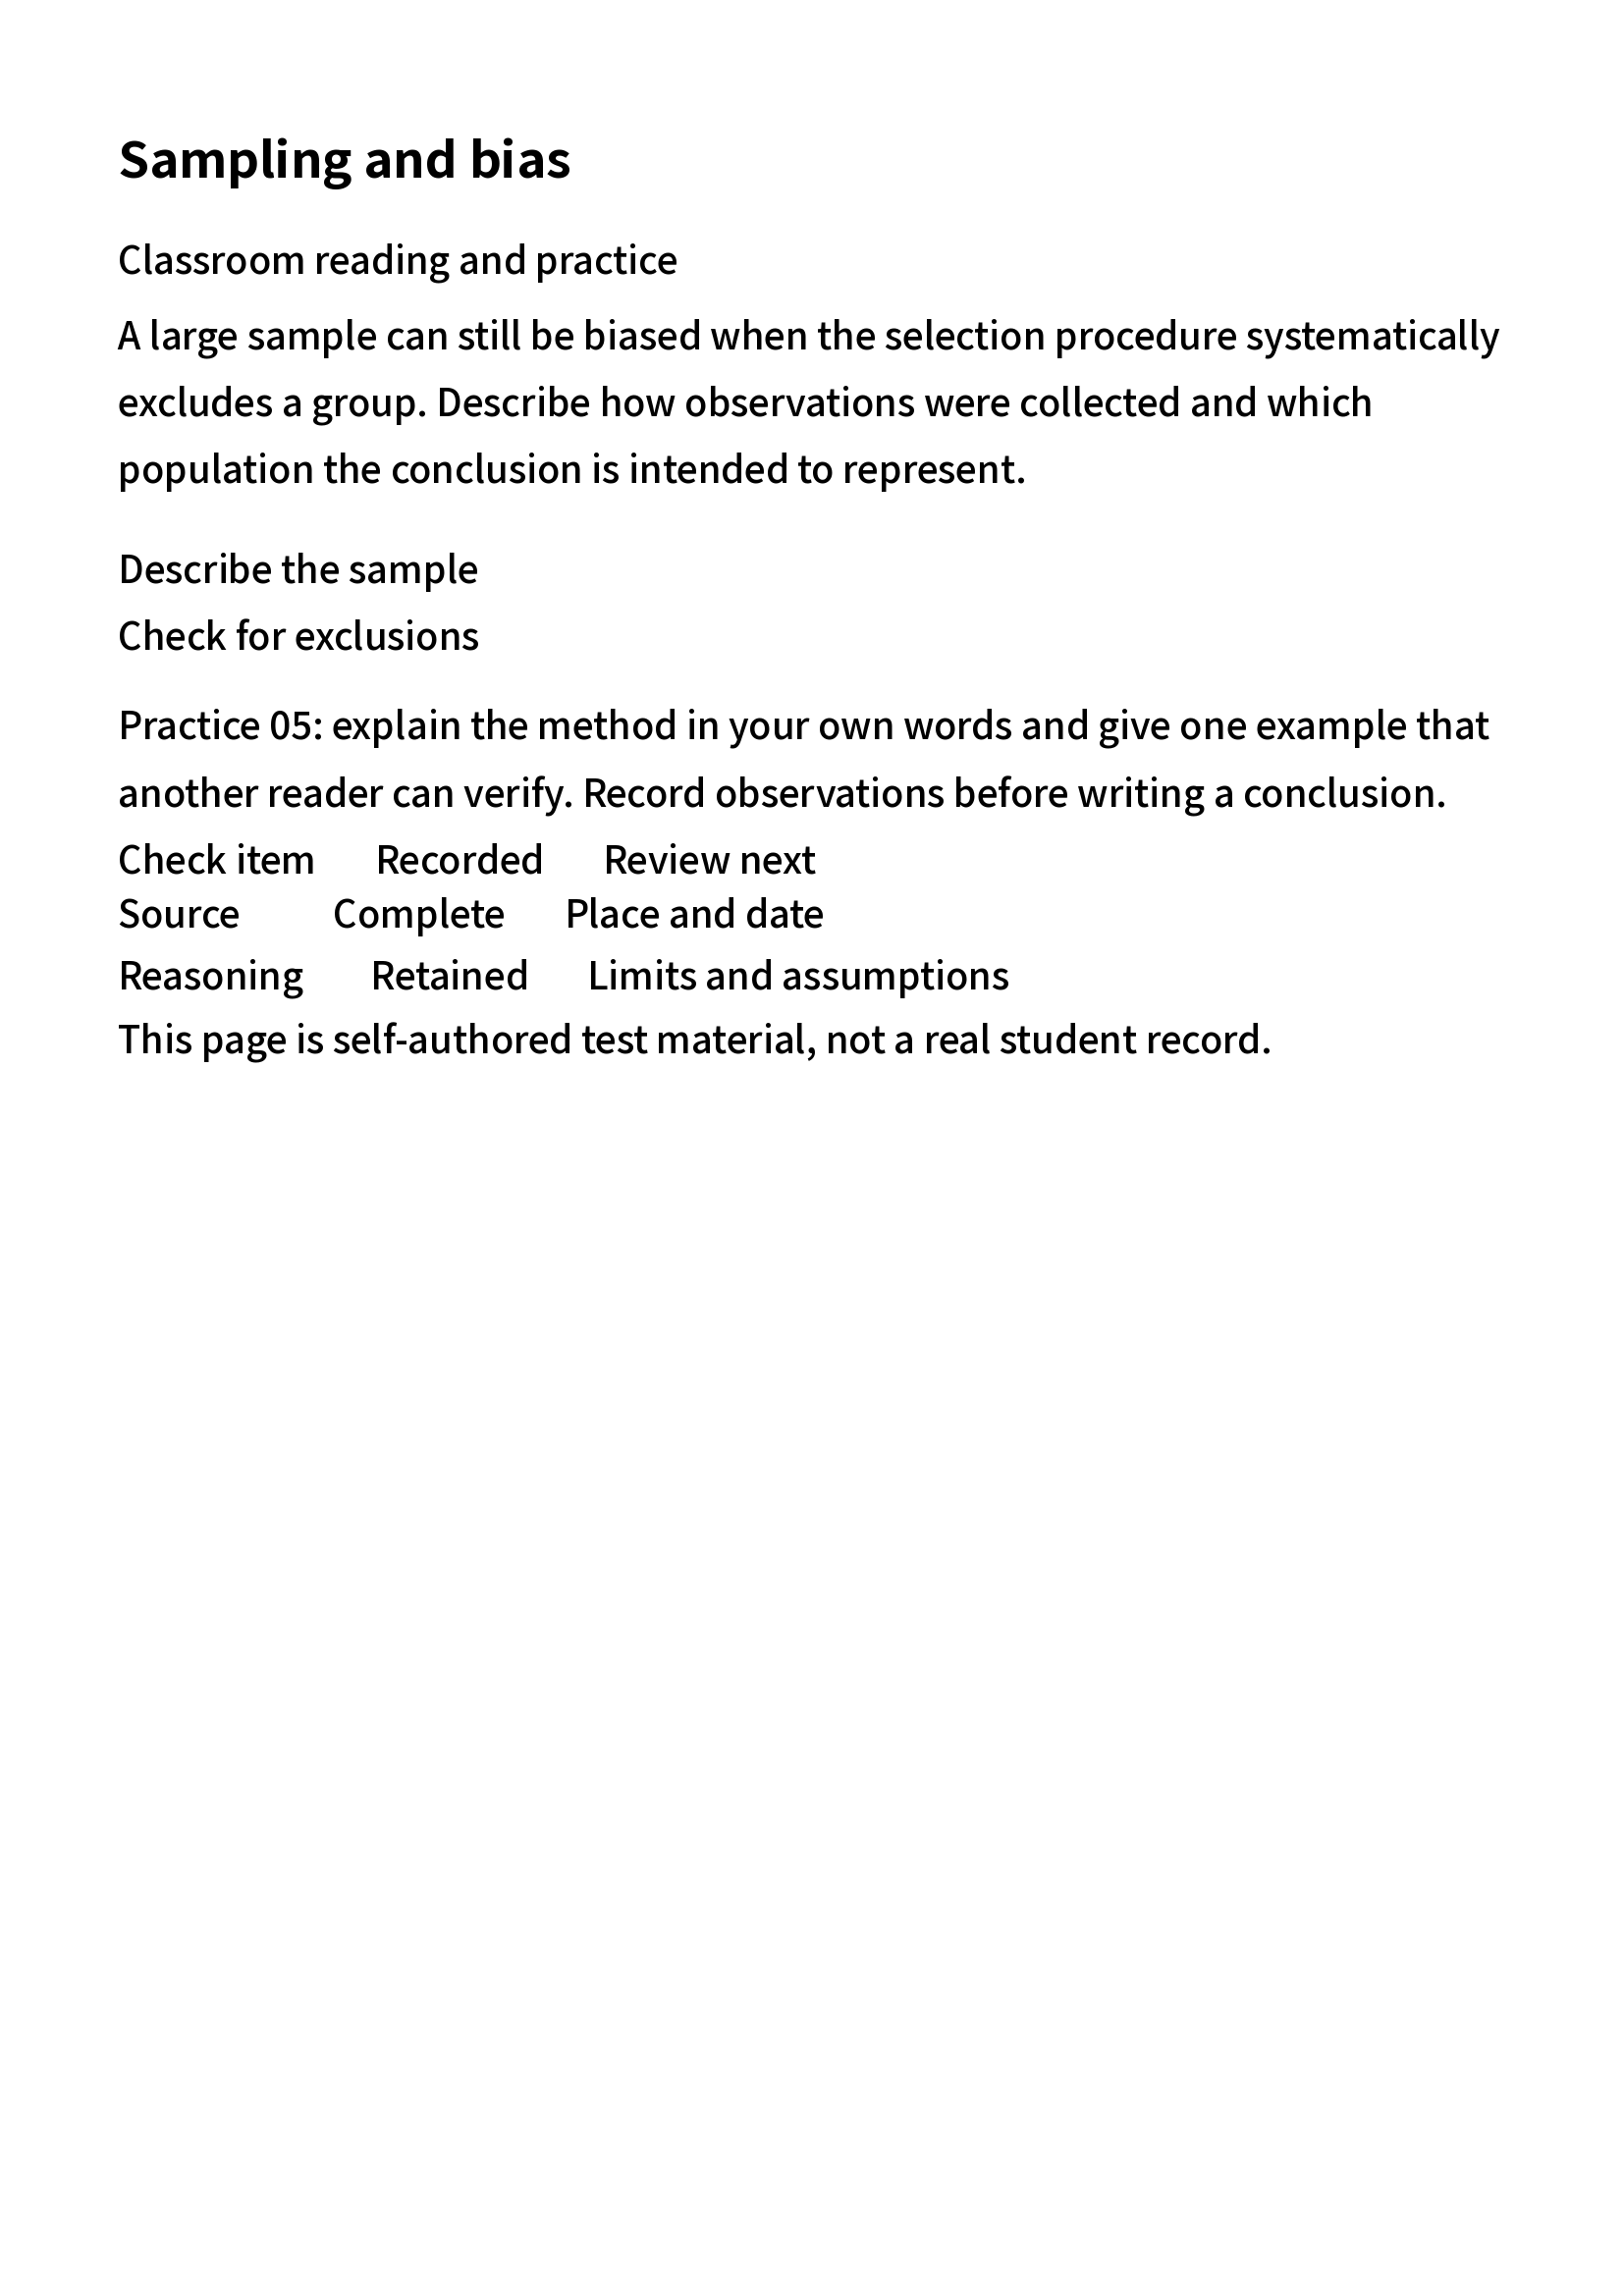 Sampling and bias
Classroom reading and practice
A large sample can still be biased when the selection procedure systematically
excludes a group. Describe how observations were collected and which
population the conclusion is intended to represent.
Describe the sample
Check for exclusions
Practice 05: explain the method in your own words and give one example that
another reader can verify. Record observations before writing a conclusion.
Check item Recorded Review next
Source Complete Place and date
Reasoning Retained Limits and assumptions
This page is self-authored test material, not a real student record.